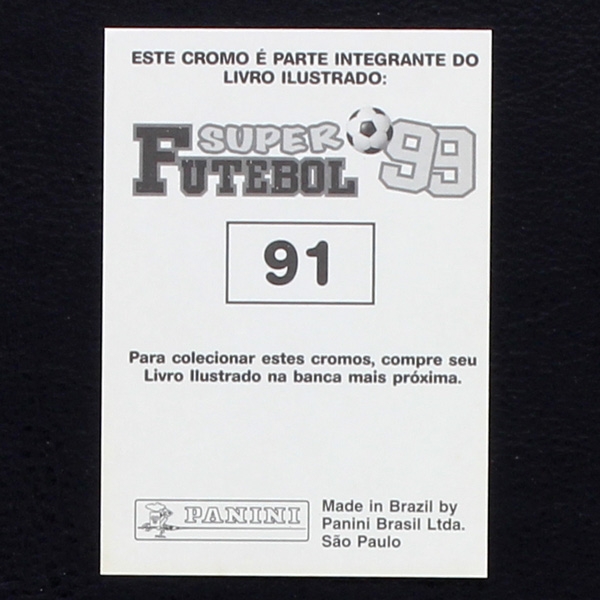 ESTE CROMO É PARTE INTEGRANTE DO
LIVRO ILUSTRADO:
SUPER
FUTEBOL 99
91
Para colecionar estes cromos, compre seu
Livro Ilustrado na banca mais próxima.
PANINI
Made in Brazil by
Panini Brasil Ltda.
São Paulo